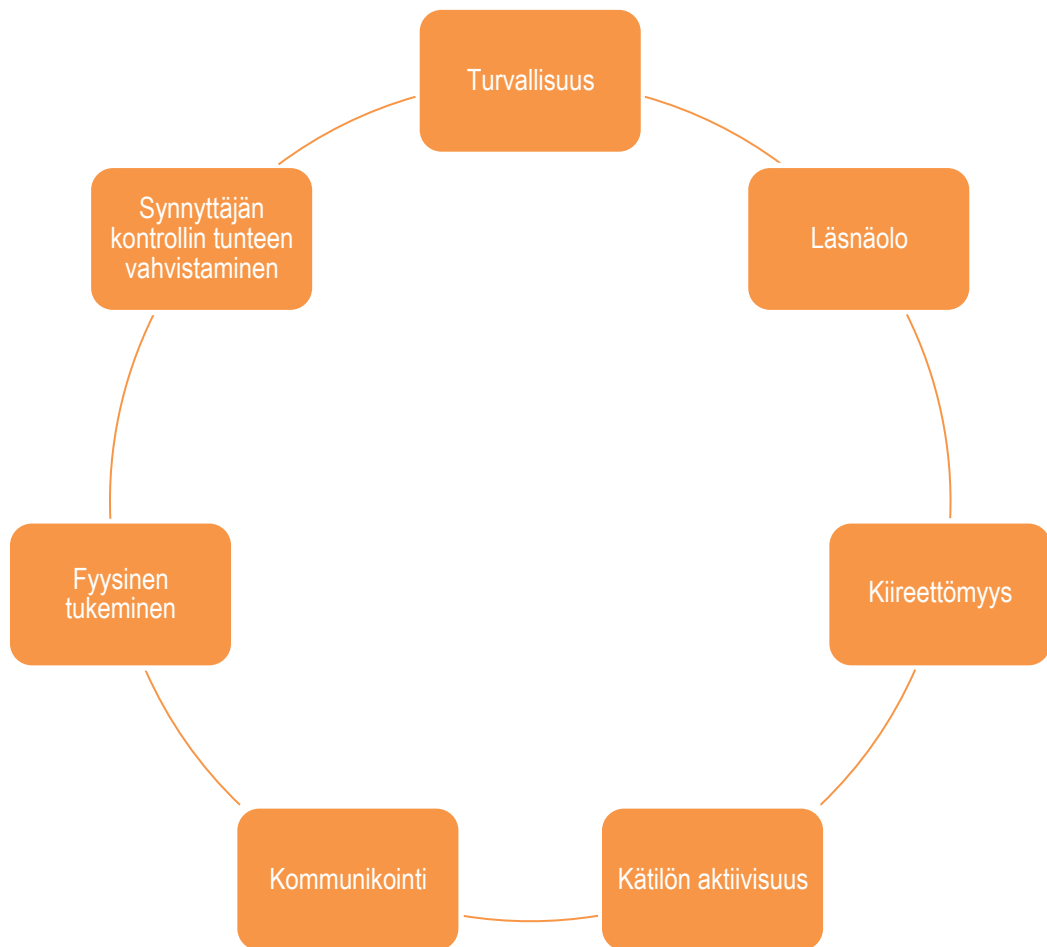 Turvallisuus
Läsnäolo
Kiireettömyys
Kätilön aktiivisuus
Kommunikointi
Fyysinen
tukeminen
Synnyttäjän
kontrollin tunteen
vahvistaminen